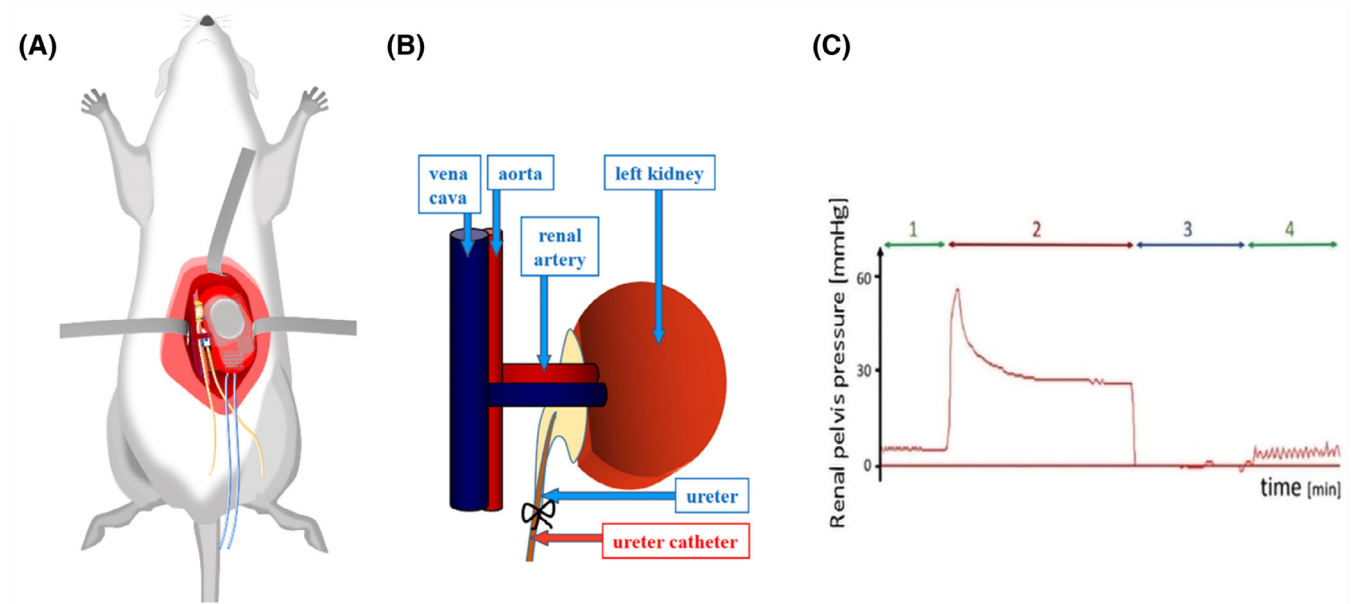 (A)
(B)
(C)
vena
cava
aorta
left kidney
renal
artery
ureter
ureter catheter
Renal pelvis pressure [mmHg]
1
2
3
4
60
30
0
time [min]